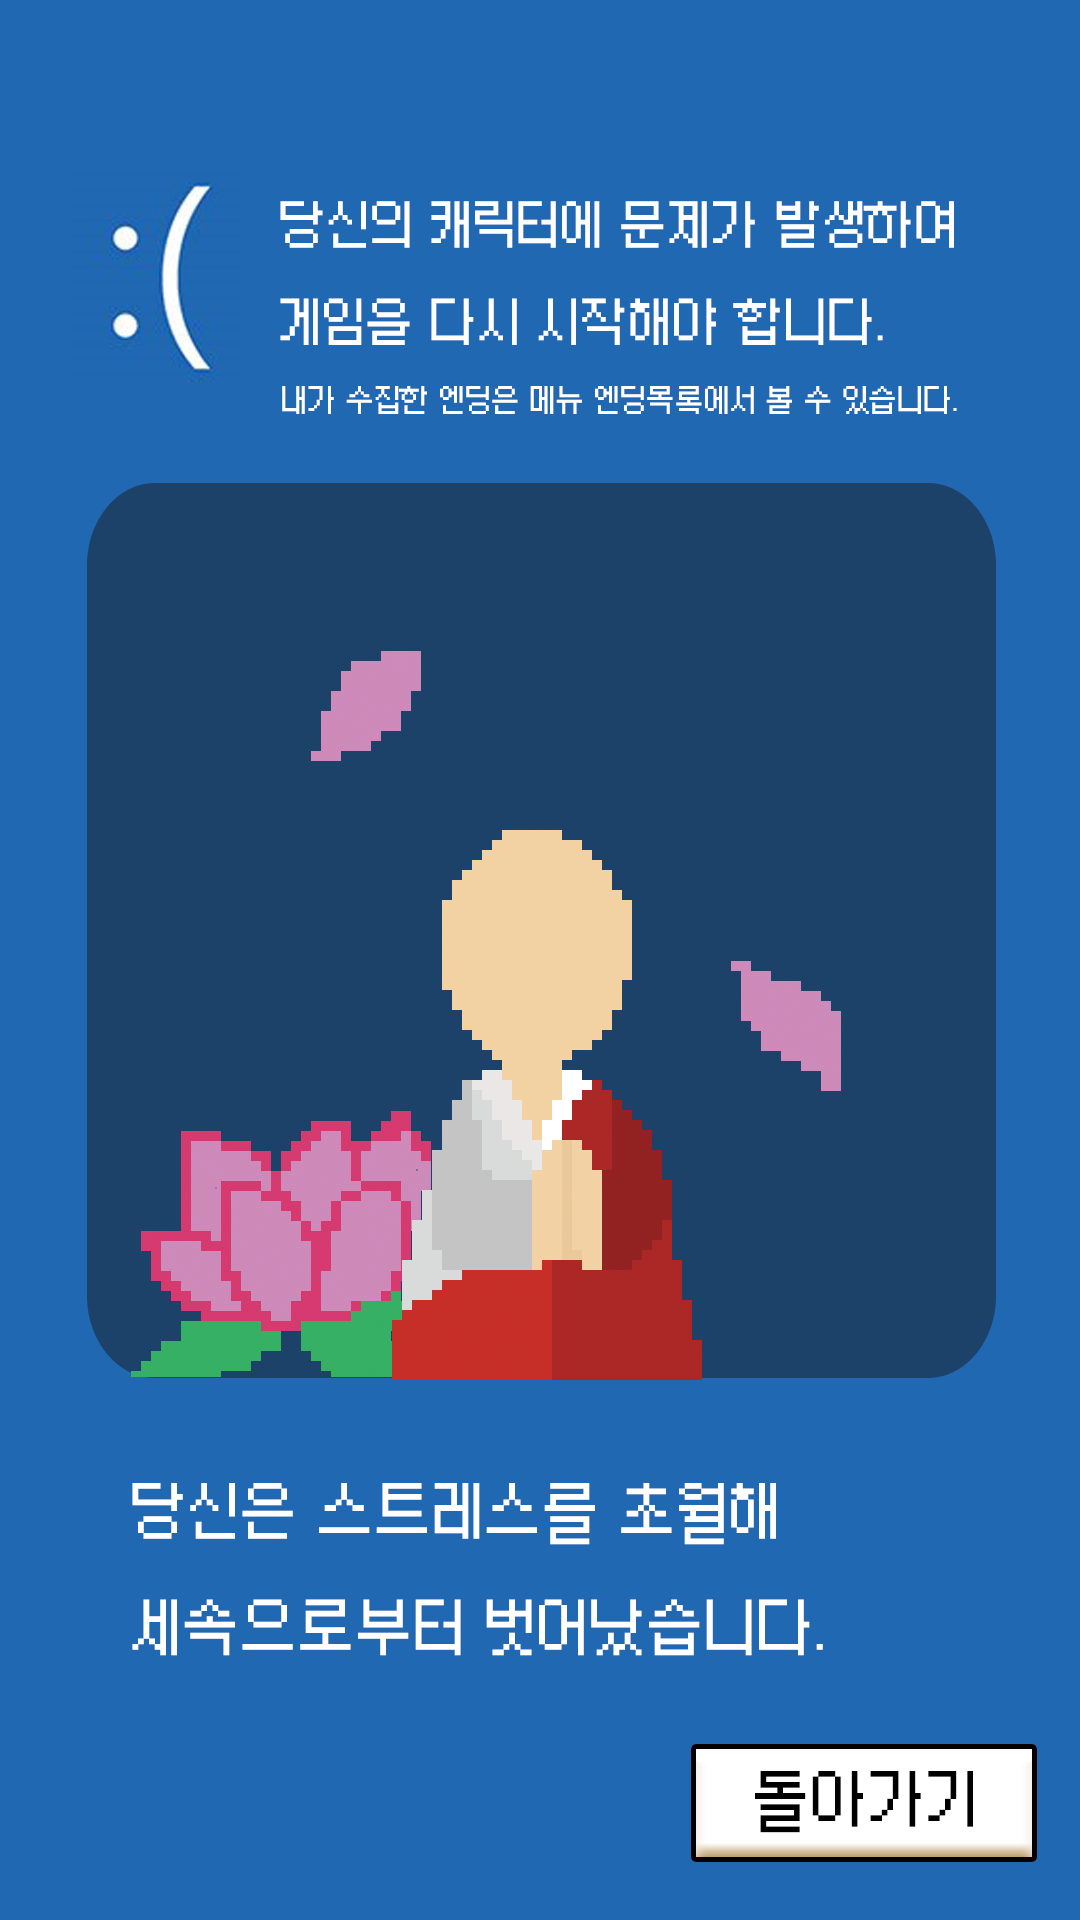 :(
당신의 캐릭터에 문제가 발생하여
게임을 다시 시작해야 합니다.
내가 수집한 엔딩은 메뉴 엔딩목록에서 볼 수 있습니다.
당신은 스트레스를 초월해
세속으로부터 벗어났습니다.
돌아가기